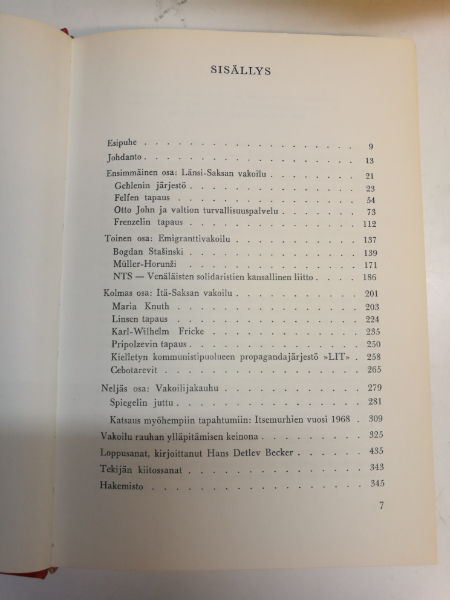 SISÄLLYS
Esipuhe . . . . . . . . . . . . . . . . . 9
Johdanto . . . . . . . . . . . . . . . . . 13
Ensimmäinen osa: Länsi-Saksan vakoilu . . . . . . . 21
Gehlenin järjestö . . . . . . . . . . . . . 23
Felfen tapaus . . . . . . . . . . . . . . 54
Otto John ja valtion turvallisuuspalvelu . . . . . . 73
Frenzelin tapaus . . . . . . . . . . . . . 112
Toinen osa: Emigranttivakoilu . . . . . . . . . . 137
Bogdan Stašinski . . . . . . . . . . . . . 139
Müller-Horunži . . . . . . . . . . . . . . 171
NTS — Venäläisten solidaristien kansallinen liitto . . . 186
Kolmas osa: Itä-Saksan vakoilu . . . . . . . . . . 201
Maria Knuth . . . . . . . . . . . . . . . 203
Linsen tapaus . . . . . . . . . . . . . . 224
Karl-Wilhelm Fricke . . . . . . . . . . . . 235
Pripolzevin tapaus . . . . . . . . . . . . . 250
Kielletyn kommunistipuolueen propagandajärjestö »LIT» . 258
Cebotarevit . . . . . . . . . . . . . . . 265
Neljäs osa: Vakoilijakauhu . . . . . . . . . . . 279
Spiegelin juttu . . . . . . . . . . . . . . 281
Katsaus myöhempiin tapahtumiin: Itsemurhien vuosi 1968 . 309
Vakoilu rauhan ylläpitämisen keinona . . . . . . . . 325
Loppusanat, kirjoittanut Hans Detlev Becker . . . . . . 435
Tekijän kiitossanat . . . . . . . . . . . . . . 343
Hakemisto . . . . . . . . . . . . . . . . . 345
7